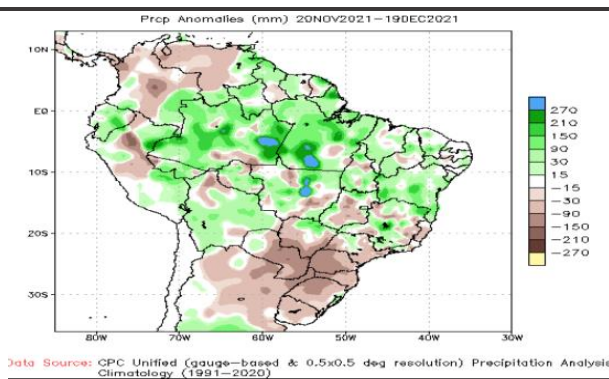 Prcp Anomalies (mm) 20NOV2021–19DEC2021
10N
EQ
10S
20S
30S
80W 70W 60W 50W 40W 30W
270
210
150
90
30
15
−15
−30
−90
−150
−210
−270
Data Source: CPC Unified (gauge−based & 0.5x0.5 deg resolution) Precipitation Analysis
Climatology (1991−2020)